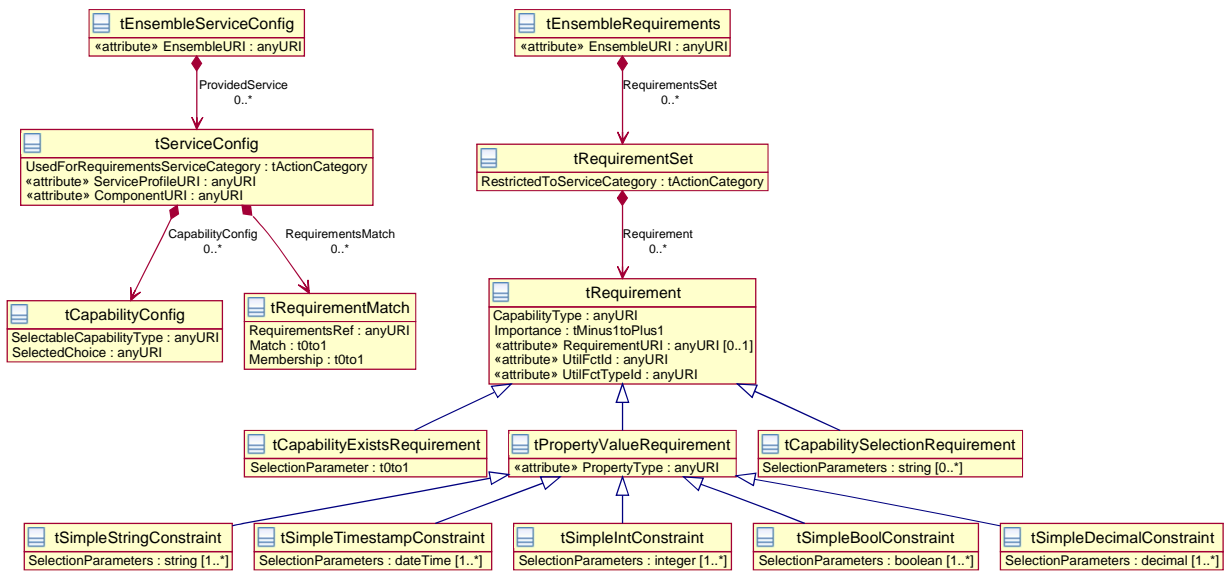 tEnsembleServiceConfig
«attribute» EnsembleURI : anyURI
tEnsembleRequirements
«attribute» EnsembleURI : anyURI
ProvidedService
0..*
RequirementsSet
0..*
tServiceConfig
UsedForRequirementsServiceCategory : tActionCategory
«attribute» ServiceProfileURI : anyURI
«attribute» ComponentURI : anyURI
tRequirementSet
RestrictedToServiceCategory : tActionCategory
CapabilityConfig
0..*
RequirementsMatch
0..*
Requirement
0..*
tCapabilityConfig
SelectableCapabilityType : anyURI
SelectedChoice : anyURI
tRequirementMatch
RequirementsRef : anyURI
Match : t0to1
Membership : t0to1
tRequirement
CapabilityType : anyURI
Importance : tMinus1toPlus1
«attribute» RequirementURI : anyURI [0..1]
«attribute» UtilFctId : anyURI
«attribute» UtilFctTypeId : anyURI
tCapabilityExistsRequirement
SelectionParameter : t0to1
tPropertyValueRequirement
«attribute» PropertyType : anyURI
tCapabilitySelectionRequirement
SelectionParameters : string [0..*]
tSimpleStringConstraint
SelectionParameters : string [1..*]
tSimpleTimestampConstraint
SelectionParameters : dateTime [1..*]
tSimpleIntConstraint
SelectionParameters : integer [1..*]
tSimpleBoolConstraint
SelectionParameters : boolean [1..*]
tSimpleDecimalConstraint
SelectionParameters : decimal [1..*]